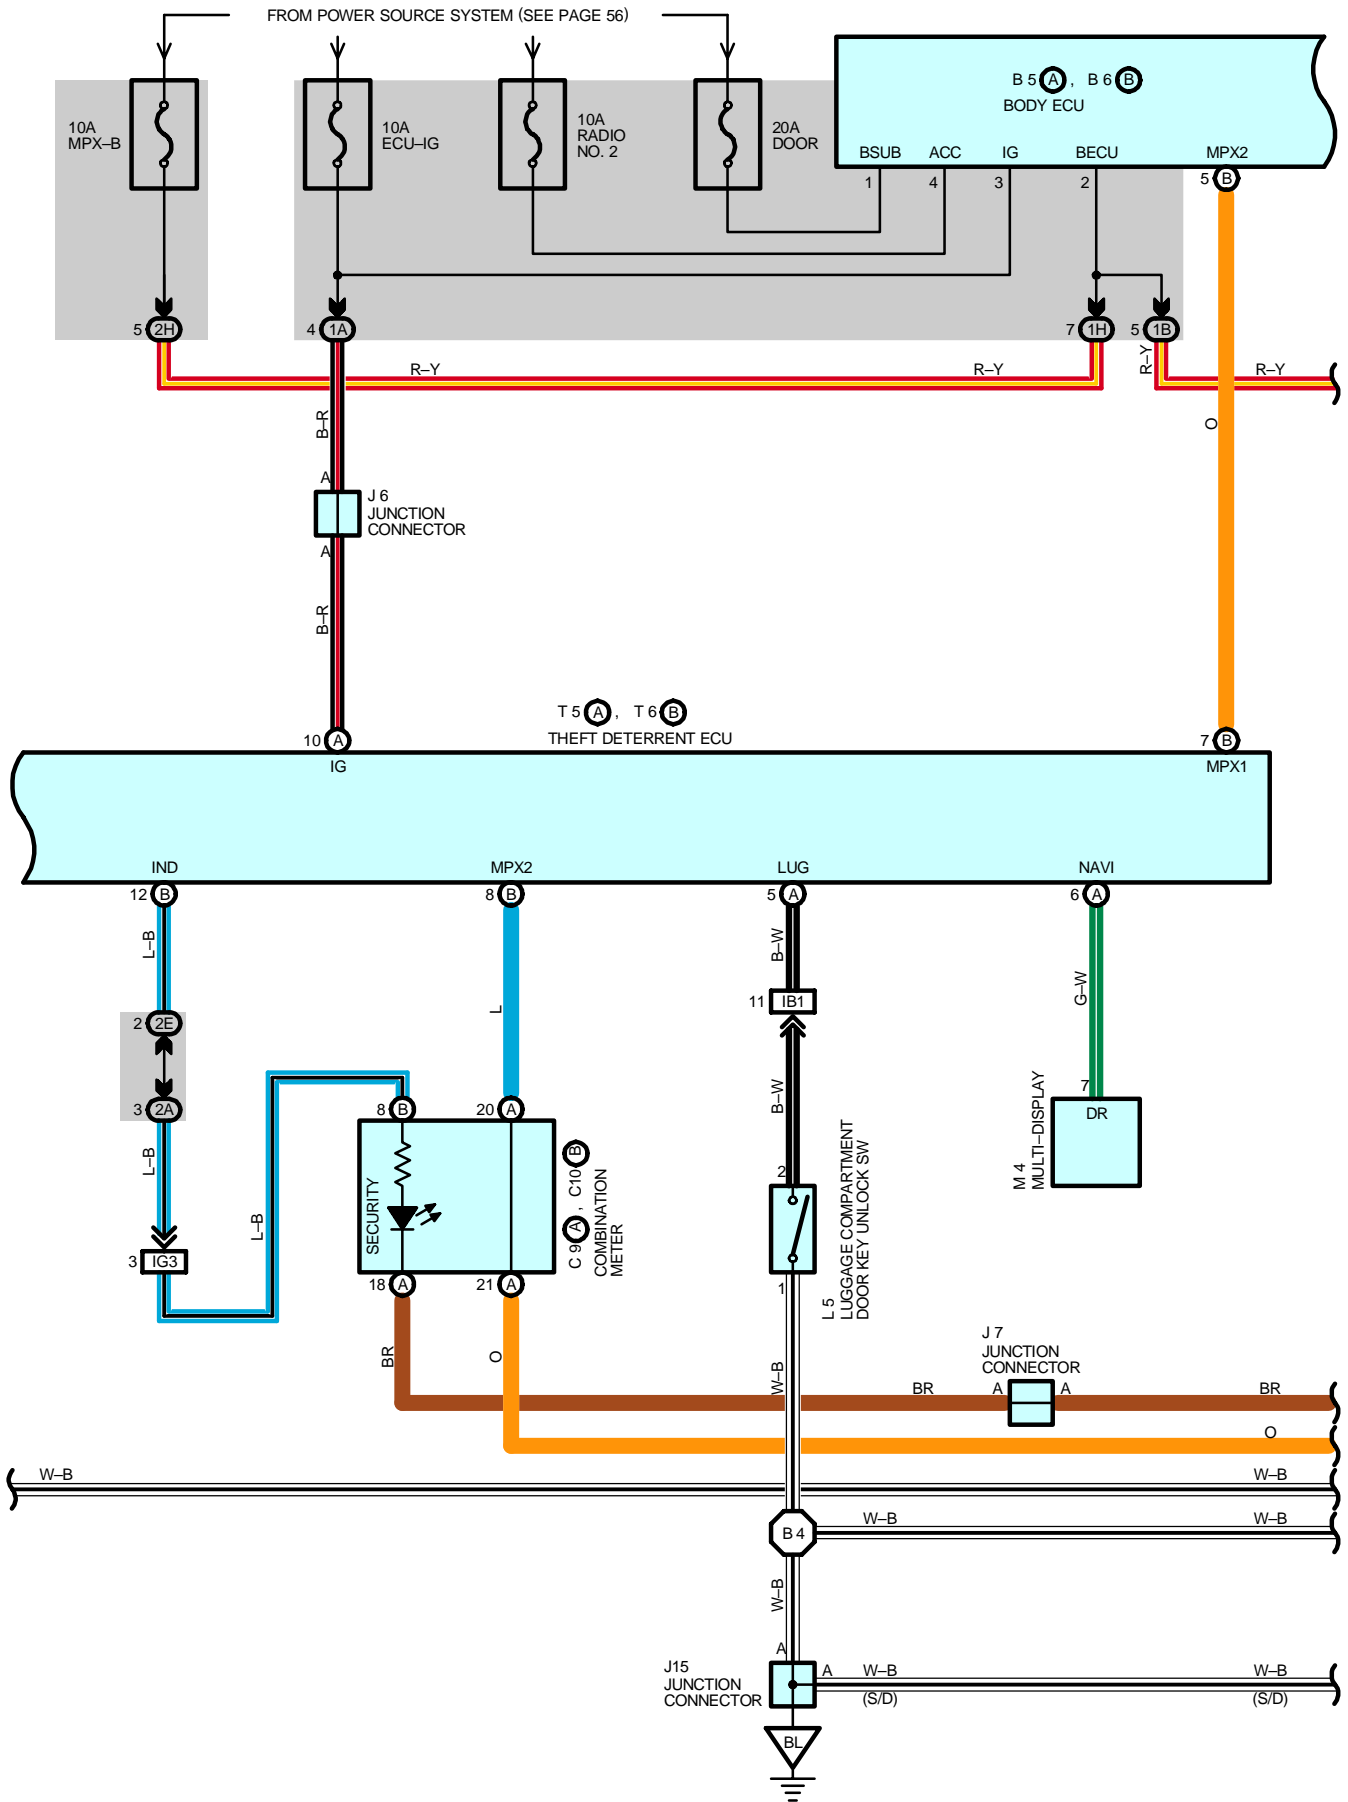 FROM POWER SOURCE SYSTEM (SEE PAGE 56)
10A
MPX–B
10A
ECU–IG
10A
RADIO
NO. 2
20A
DOOR
B 5 A , B 6 B
BODY ECU
BSUB ACC IG BECU MPX2
1 4 3 2 5 B
5 2H
4 1A
7 1H
5 1B
R–Y
R–Y
R–Y
R–Y
B–R
O
A
J 6
JUNCTION
CONNECTOR
A
B–R
T 5 A , T 6 B
THEFT DETERRENT ECU
10 A
7 B
IG
MPX1
IND MPX2 LUG NAVI
12 B
8 B
5 A
6 A
L–B
L
B–W
G–W
11 IB1
2 2E
3 2A
L–B
L–B
3 IG3
B–W
7
DR
M 4
MULTI–DISPLAY
8 B
20 A
SECURITY
18 A
21 A
C 9 A , C10 B
COMBINATION
METER
2
1
L 5
LUGGAGE COMPARTMENT
DOOR KEY UNLOCK SW
BR
O
W–B
J 7
JUNCTION
CONNECTOR
BR
A
A
BR
O
W–B
W–B
B 4
W–B
W–B
W–B
A
J15
JUNCTION
CONNECTOR
A
W–B
(S/D)
W–B
(S/D)
BL